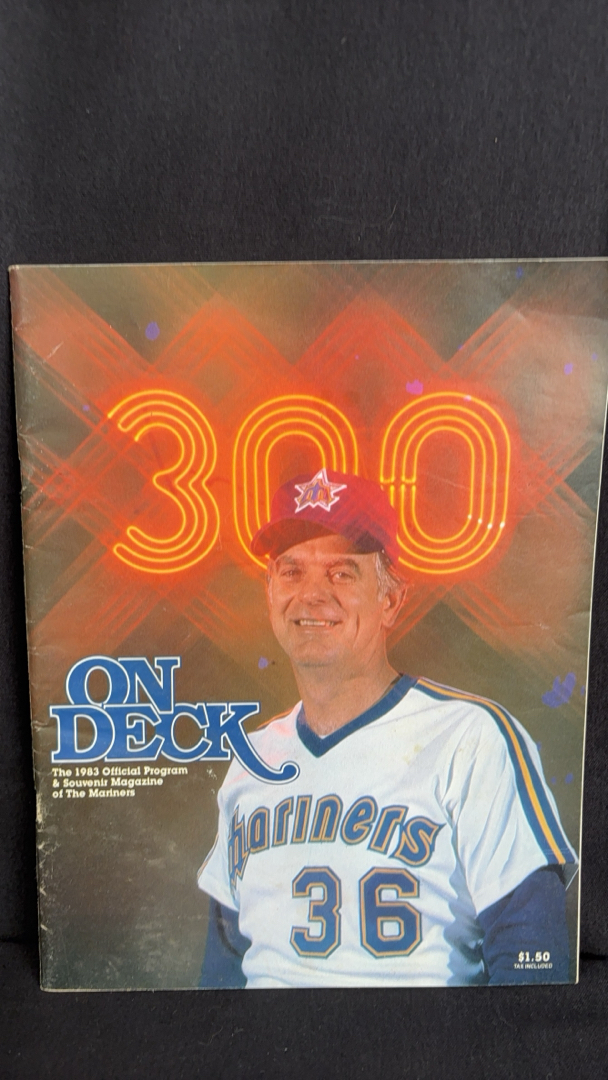 300
ON
DECK
The 1983 Official Program
& Souvenir Magazine
of The Mariners
Mariners
36
$1.50
TAX INCLUDED